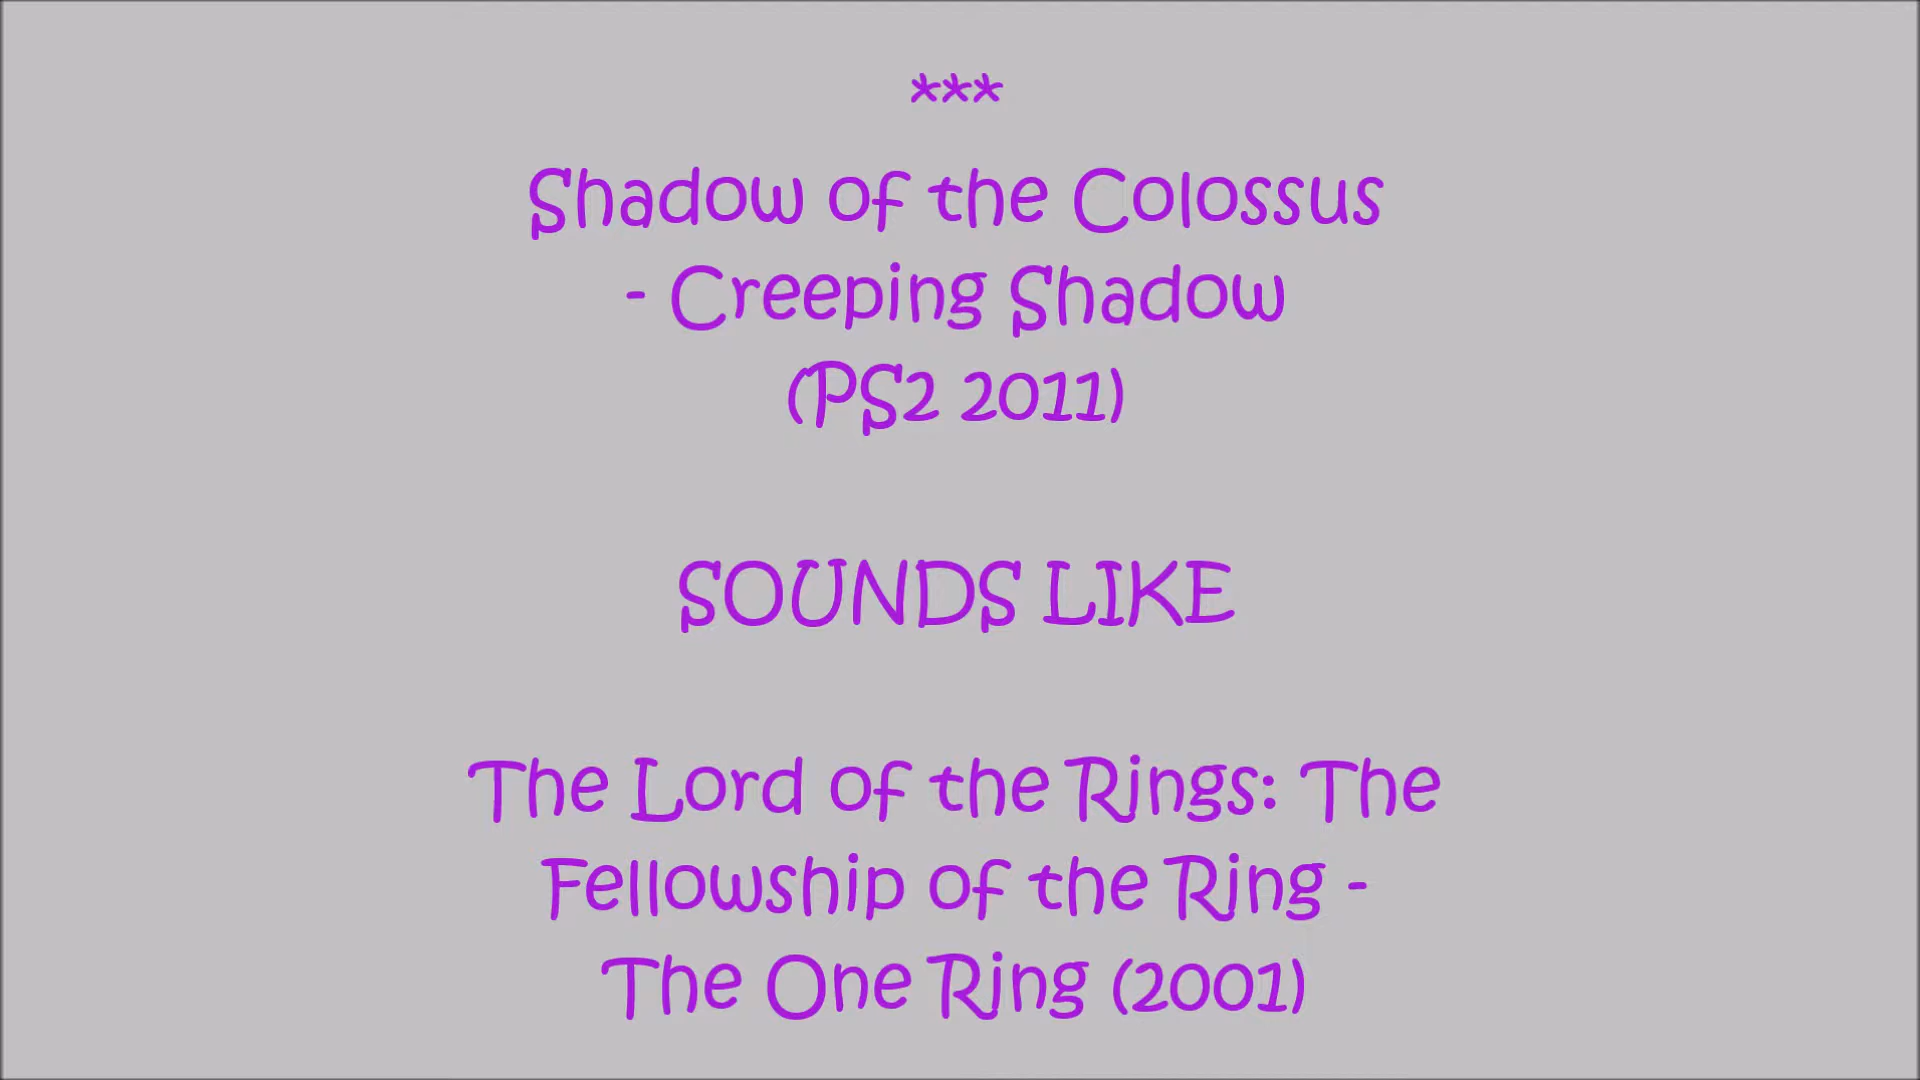 ***
Shadow of the Colossus
- Creeping Shadow
(PS2 2011)
SOUNDS LIKE
The Lord of the Rings: The
Fellowship of the Ring -
The One Ring (2001)